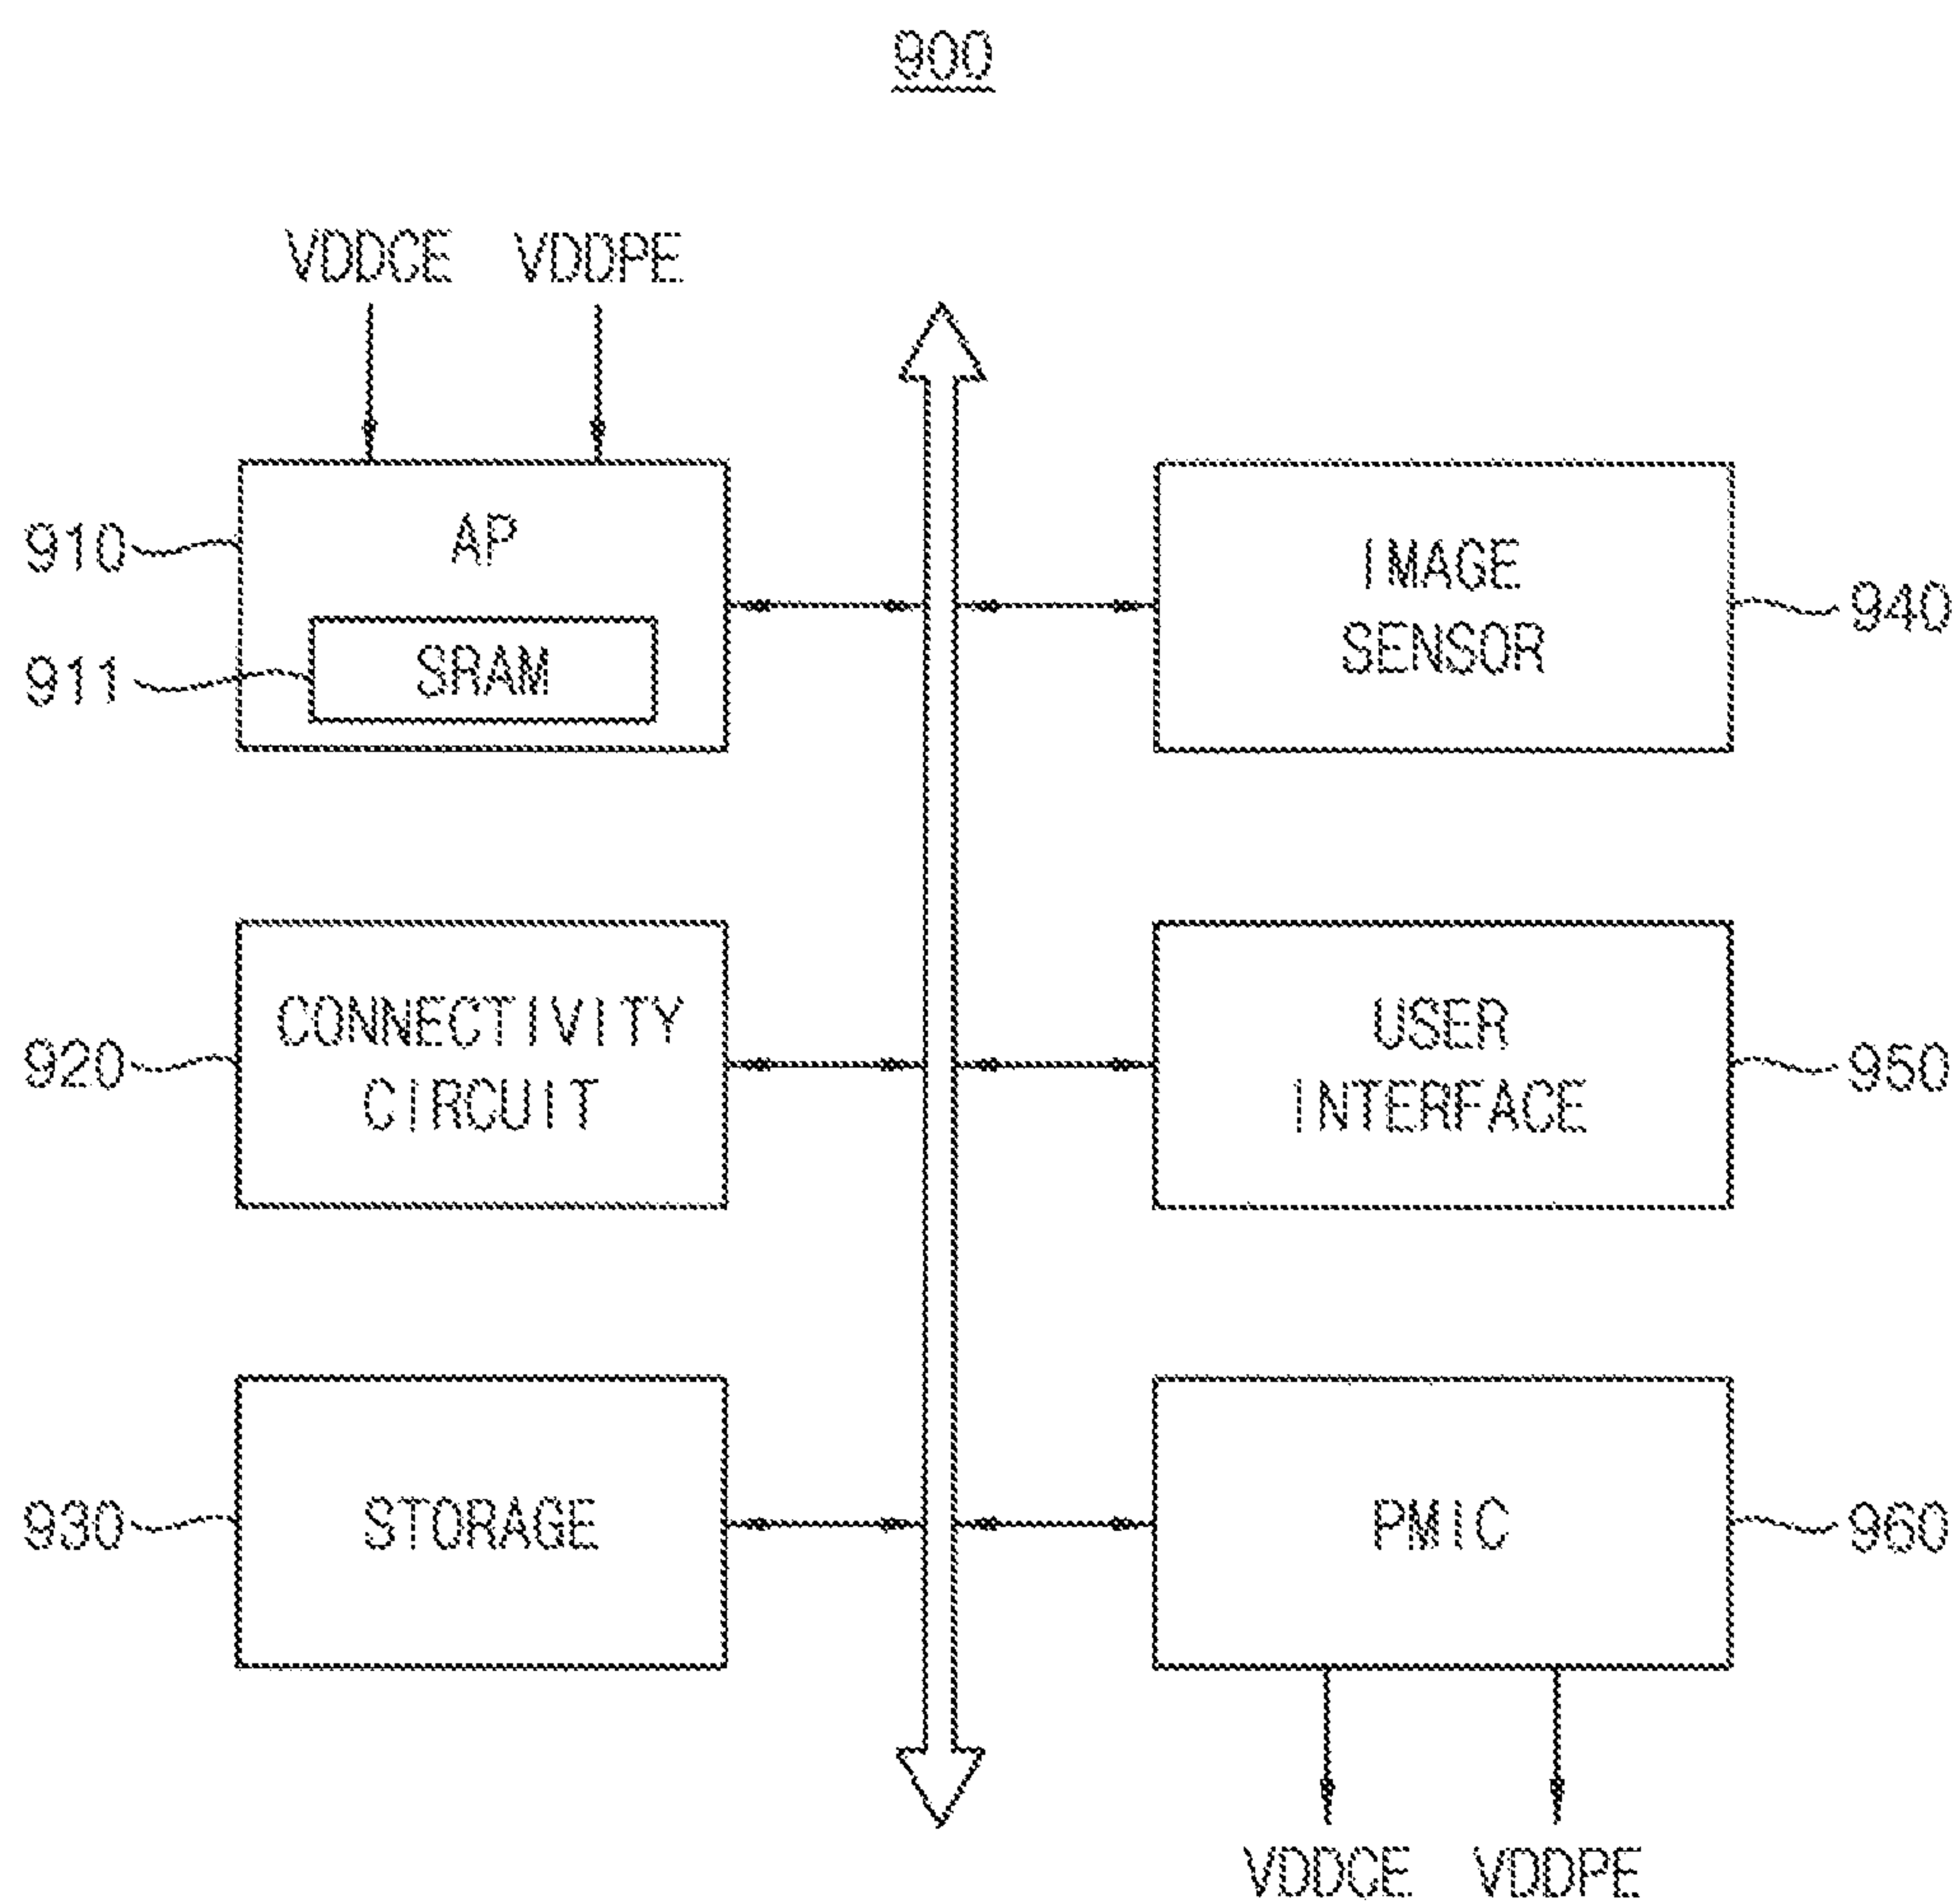 900
VDDCE VDDPE
910
AP
911
SRAM
IMAGE
SENSOR
940
920
CONNECTIVITY
CIRCUIT
USER
INTERFACE
950
930
STORAGE
PMIC
960
VDDCE VDDPE